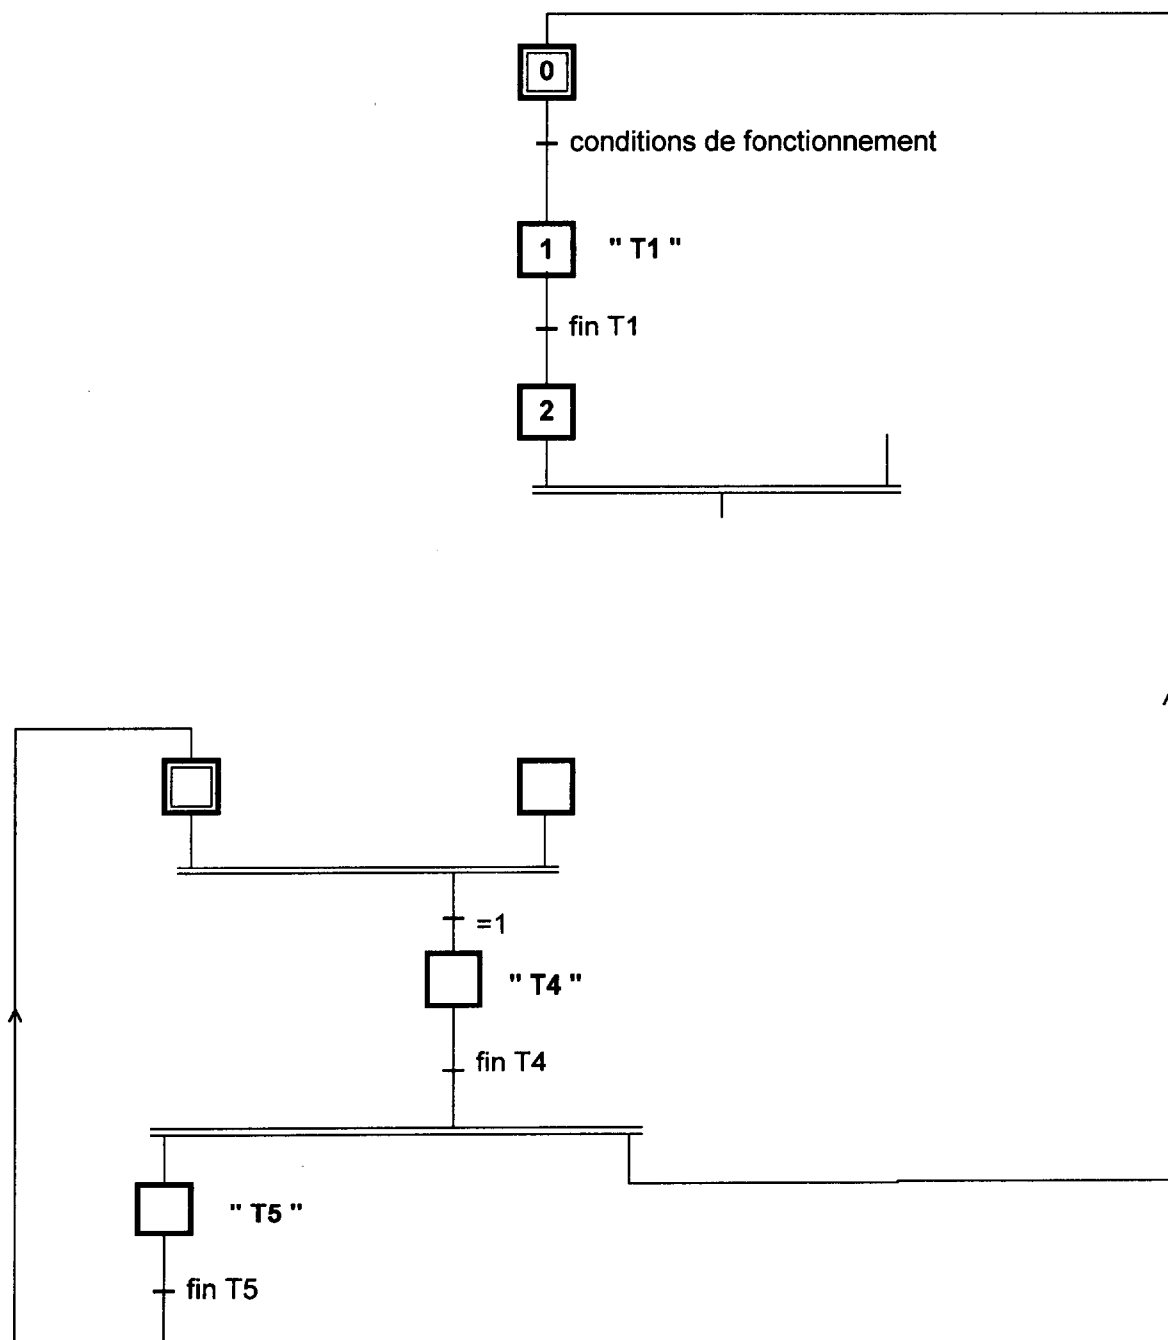 0
conditions de fonctionnement
1 " T1 "
fin T1
2
=1
" T4 "
fin T4
" T5 "
fin T5